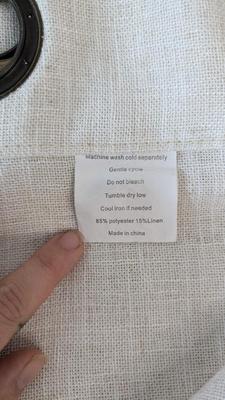 Machine wash cold separately
Gentle cycle
Do not bleach
Tumble dry low
Cool iron if needed
85% polyester 15%Linen
Made in china